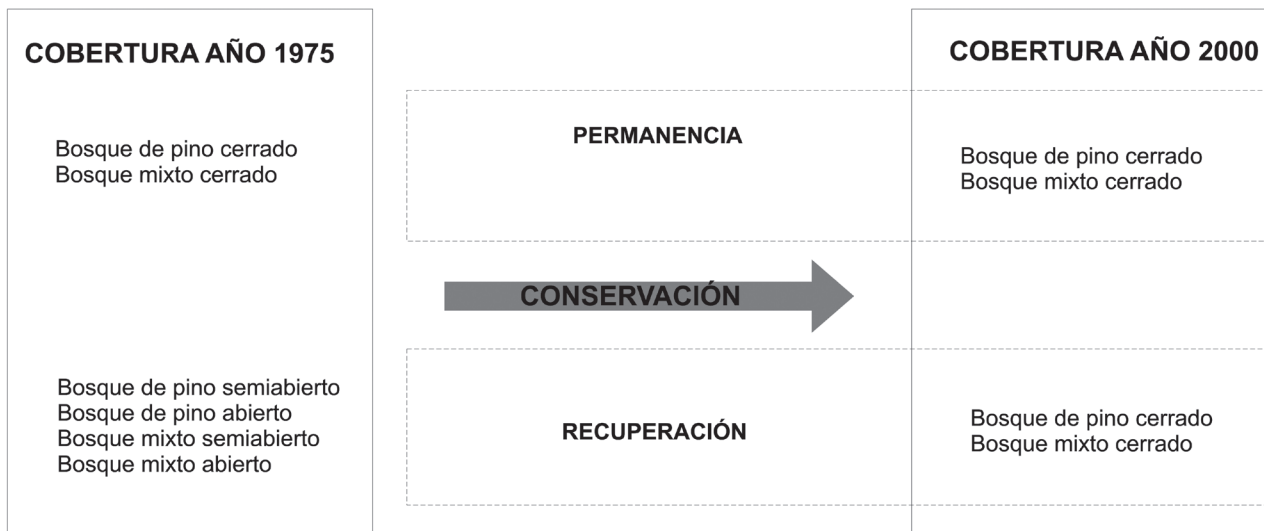 COBERTURA AÑO 1975
Bosque de pino cerrado
Bosque mixto cerrado
Bosque de pino semiabierto
Bosque de pino abierto
Bosque mixto semiabierto
Bosque mixto abierto
PERMANENCIA
CONSERVACIÓN
RECUPERACIÓN
COBERTURA AÑO 2000
Bosque de pino cerrado
Bosque mixto cerrado
Bosque de pino cerrado
Bosque mixto cerrado